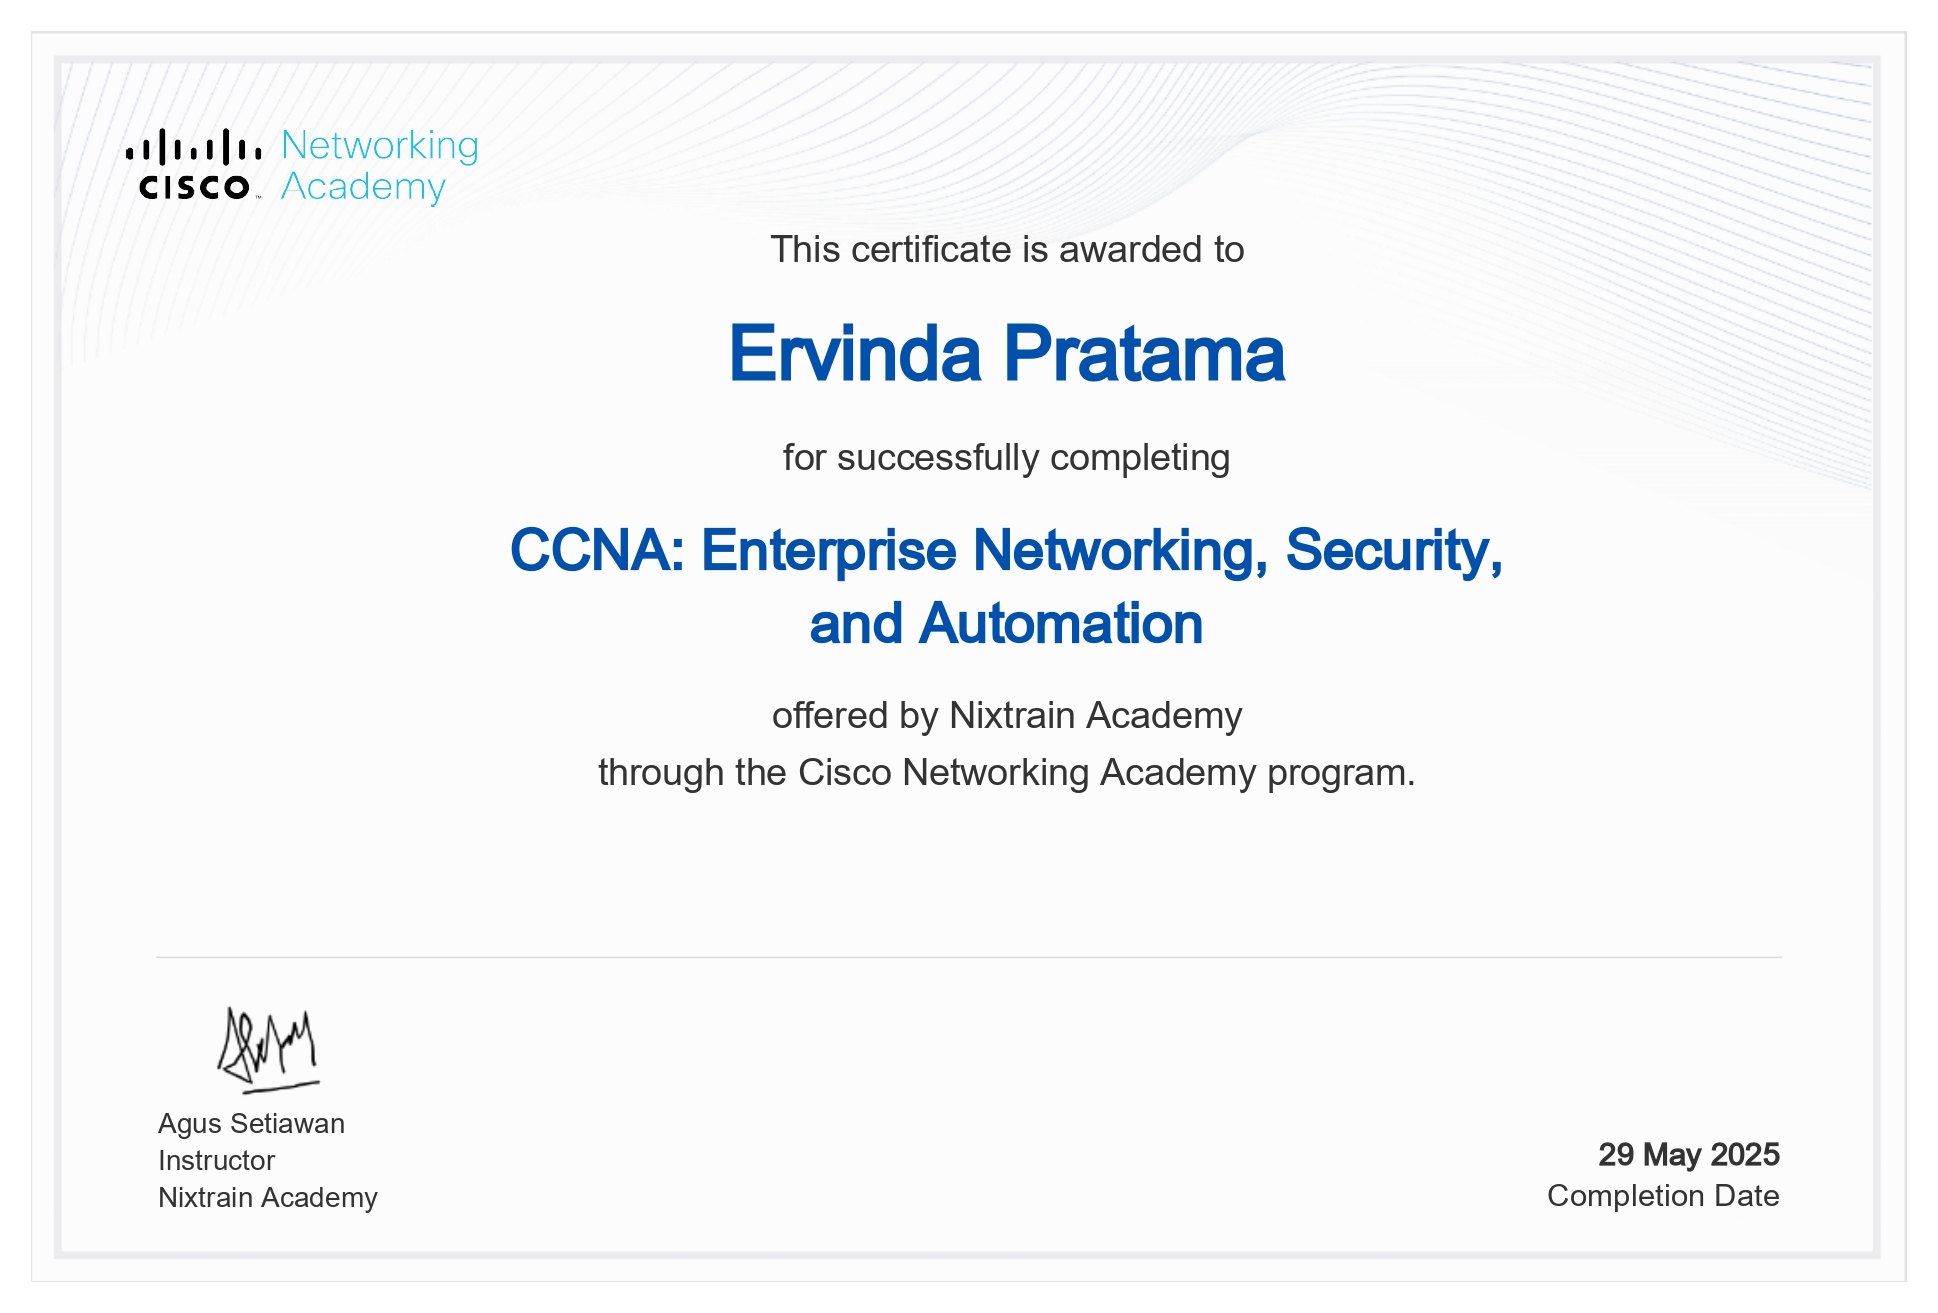 Networking
CISCO™ Academy
This certificate is awarded to
Ervinda Pratama
for successfully completing
CCNA: Enterprise Networking, Security,
and Automation
offered by Nixtrain Academy
through the Cisco Networking Academy program.
Agus Setiawan
Instructor
Nixtrain Academy
29 May 2025
Completion Date